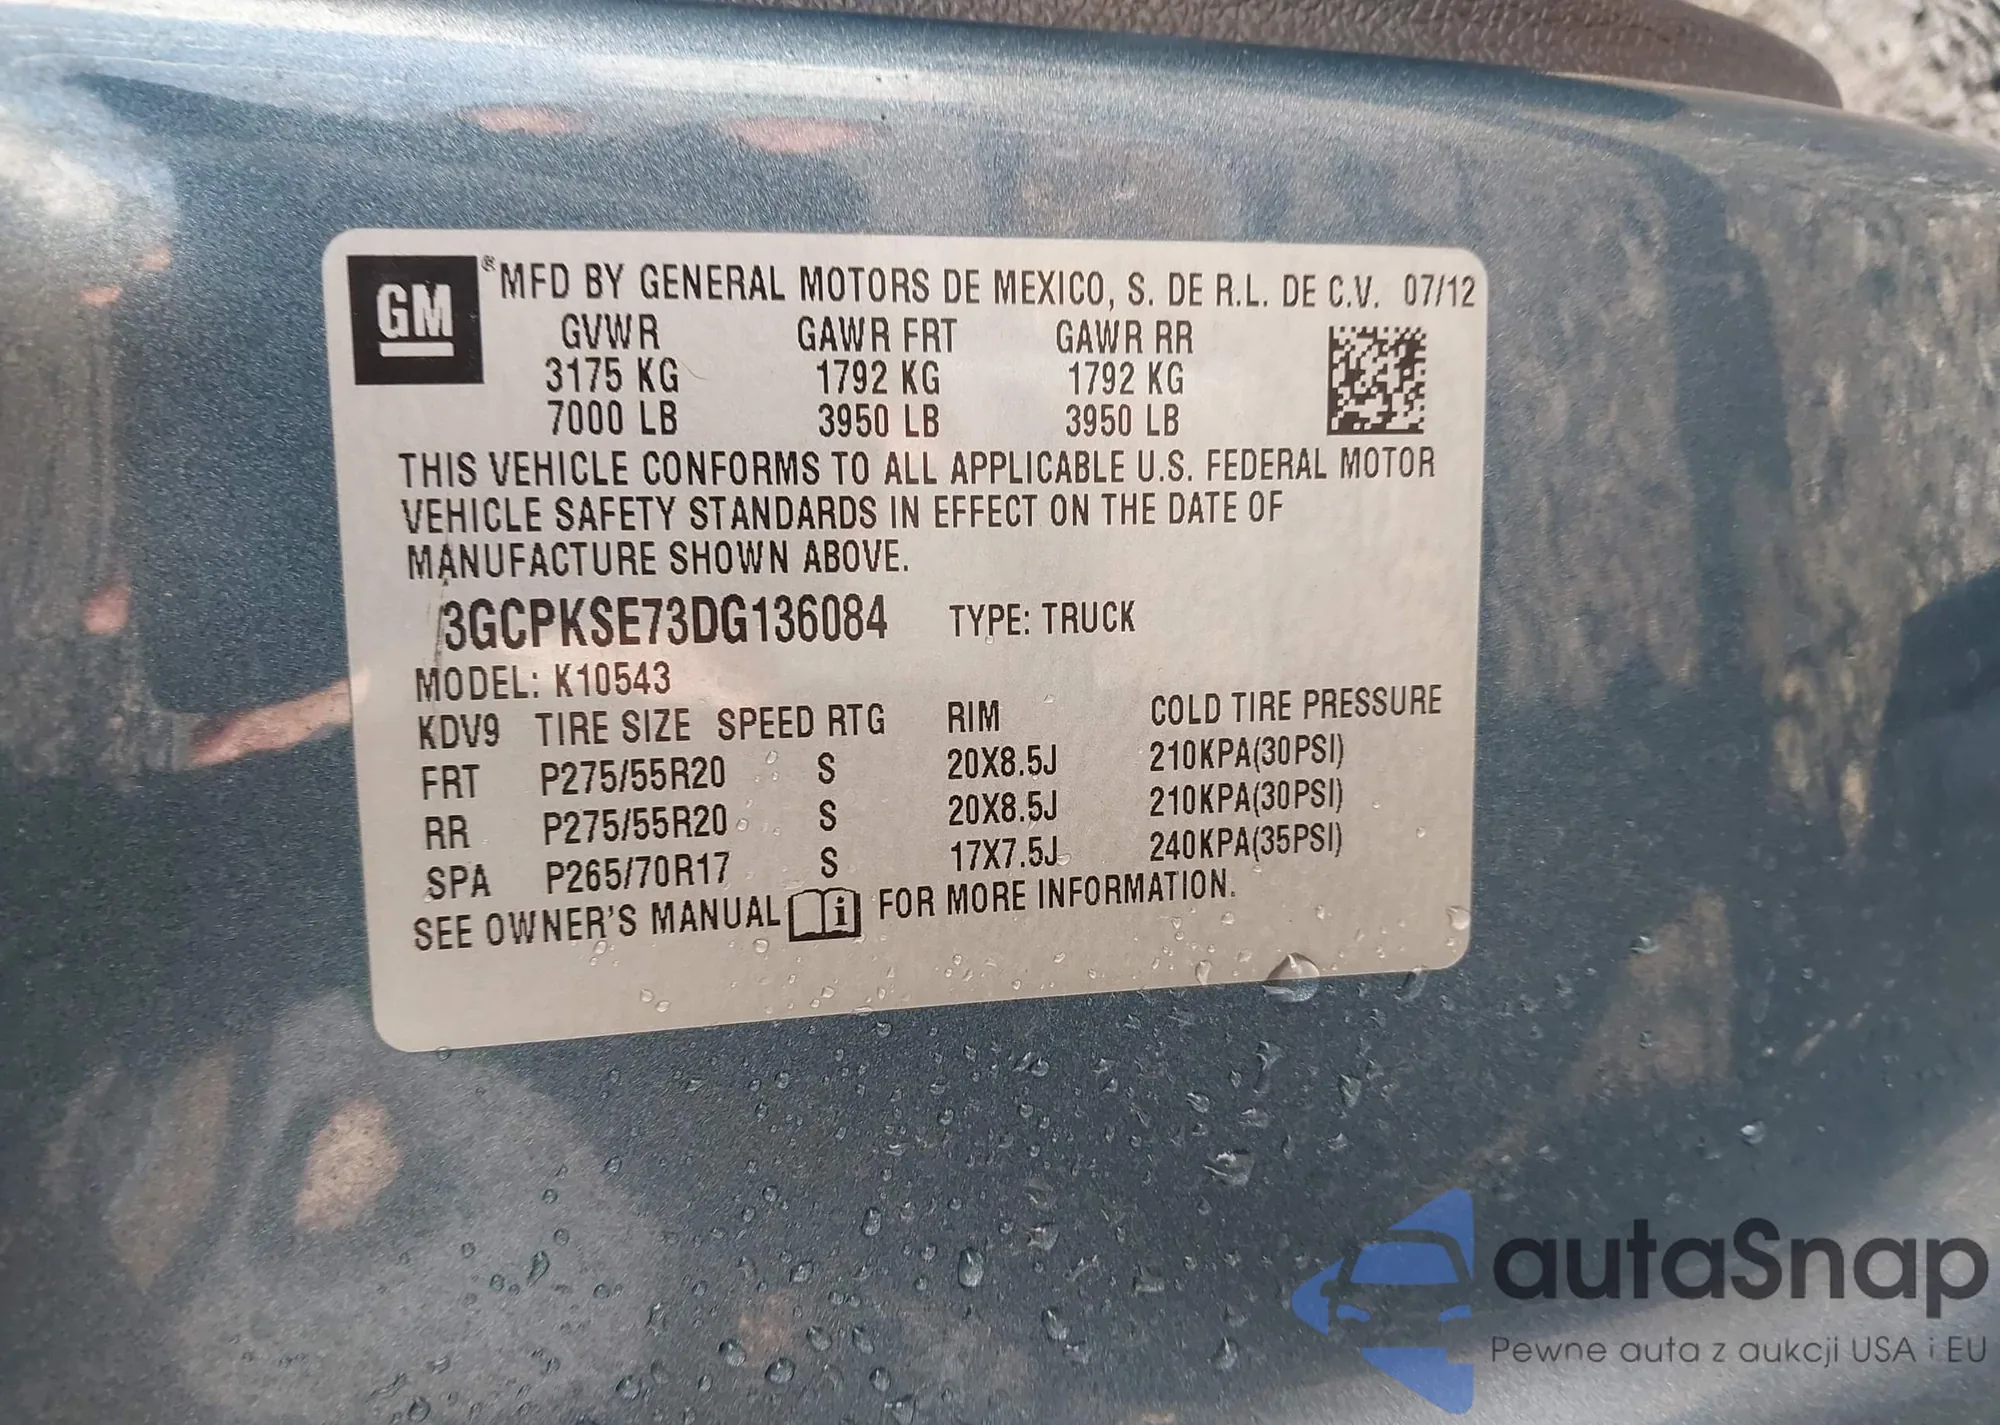 GM ® MFD BY GENERAL MOTORS DE MEXICO, S. DE R.L. DE C.V. 07/12
GVWR GAWR FRT GAWR RR
3175 KG 1792 KG 1792 KG
7000 LB 3950 LB 3950 LB
THIS VEHICLE CONFORMS TO ALL APPLICABLE U.S. FEDERAL MOTOR
VEHICLE SAFETY STANDARDS IN EFFECT ON THE DATE OF
MANUFACTURE SHOWN ABOVE.
3GCPKSE73DG136084 TYPE: TRUCK
MODEL: K10543
KDV9 TIRE SIZE SPEED RTG RIM COLD TIRE PRESSURE
FRT P275/55R20 S 20X8.5J 210KPA(30PSI)
RR P275/55R20 S 20X8.5J 210KPA(30PSI)
SPA P265/70R17 S 17X7.5J 240KPA(35PSI)
SEE OWNER'S MANUAL i FOR MORE INFORMATION.
autaSnap
Pewne auta z aukcji USA i EU